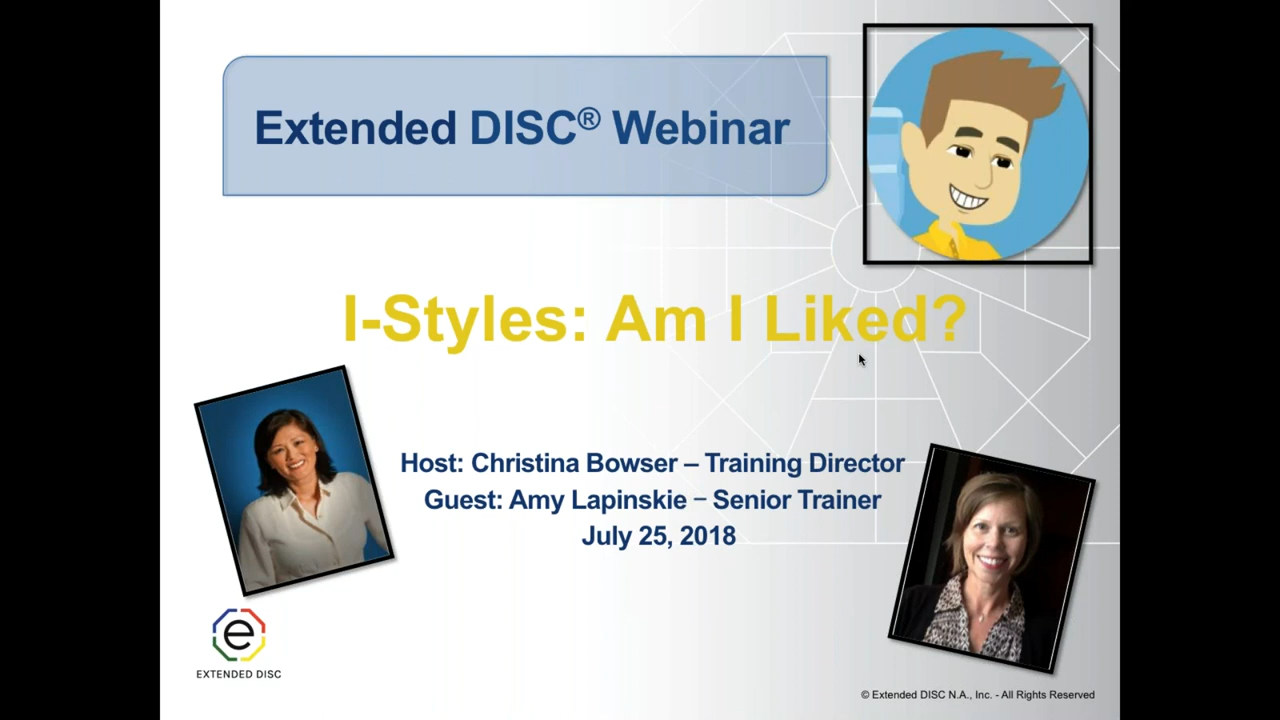 Extended DISC® Webinar
I-Styles: Am I Liked?
Host: Christina Bowser – Training Director
Guest: Amy Lapinskie – Senior Trainer
July 25, 2018
e
EXTENDED DISC
© Extended DISC N.A., Inc. - All Rights Reserved